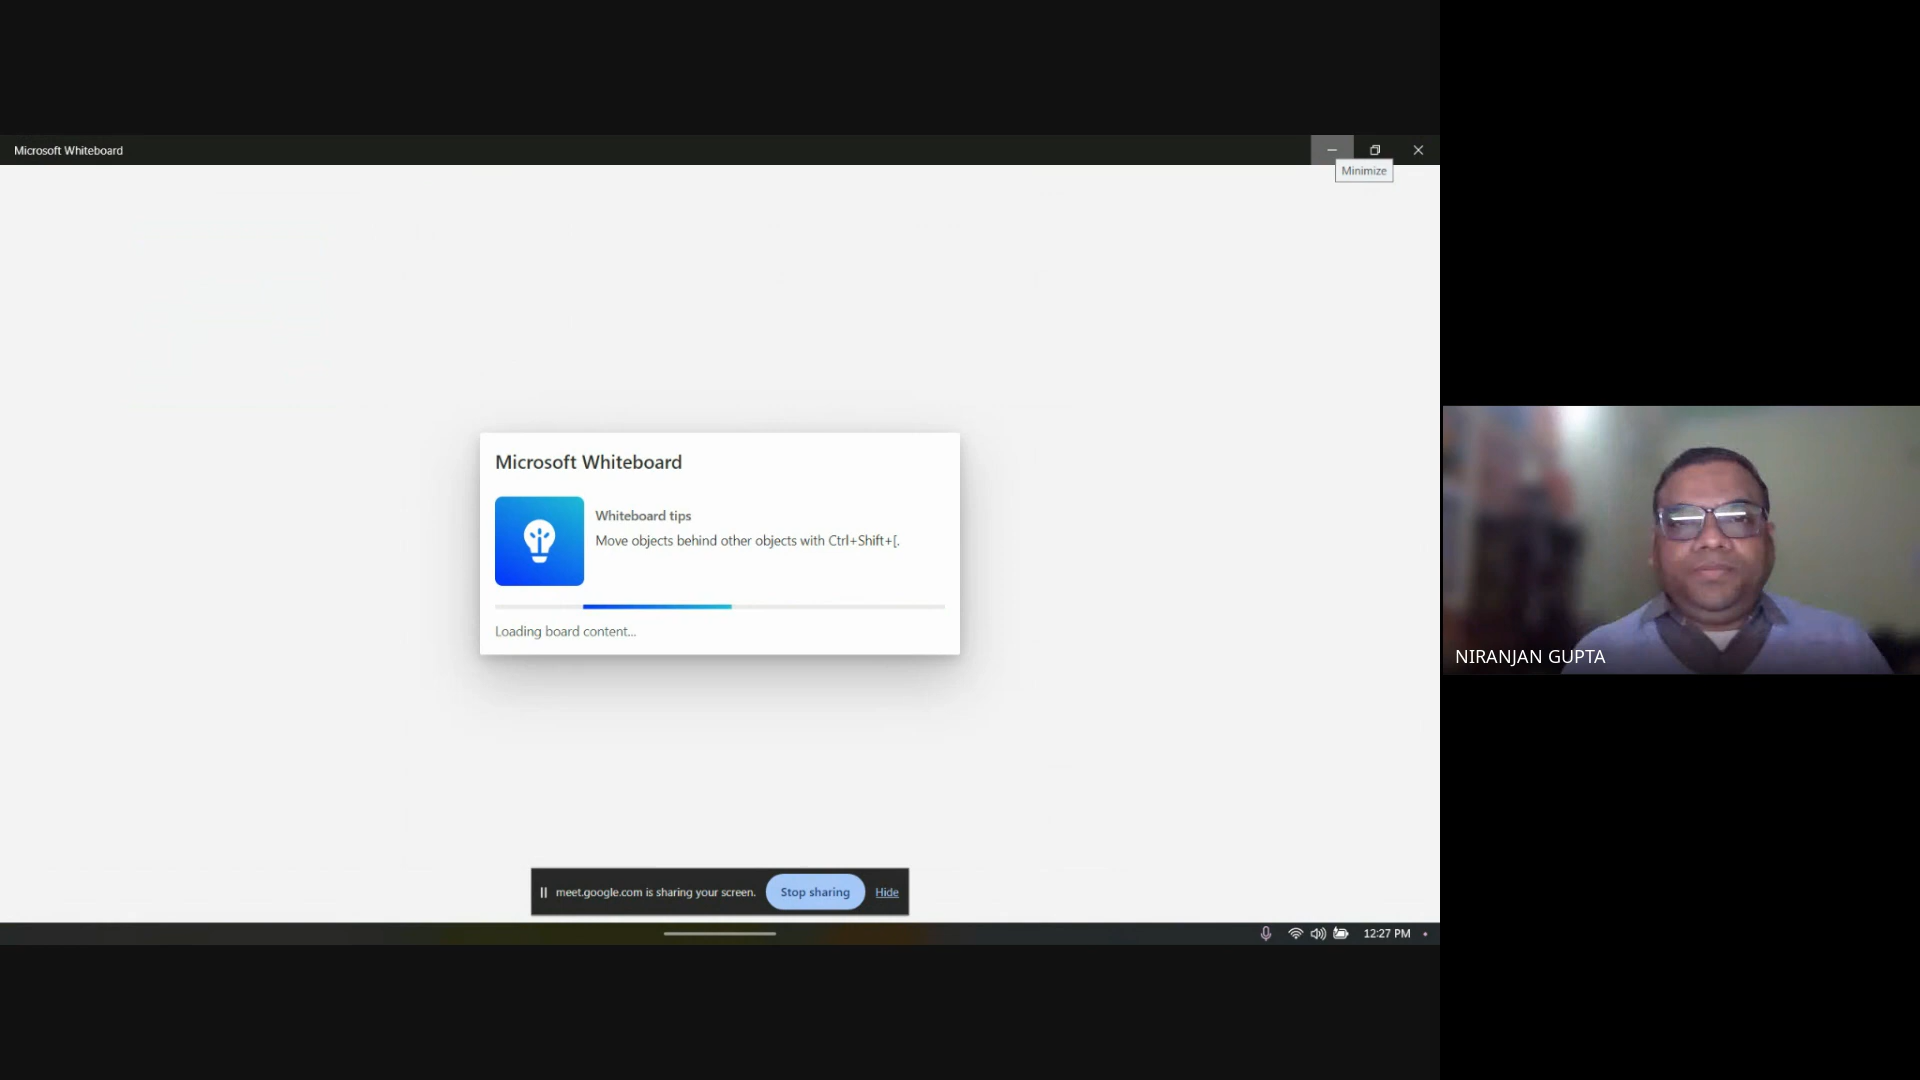 Microsoft Whiteboard
Minimize
Microsoft Whiteboard
Whiteboard tips
Move objects behind other objects with Ctrl+Shift+[.
Loading board content...
NIRANJAN GUPTA
meet.google.com is sharing your screen. Stop sharing Hide
12:27 PM